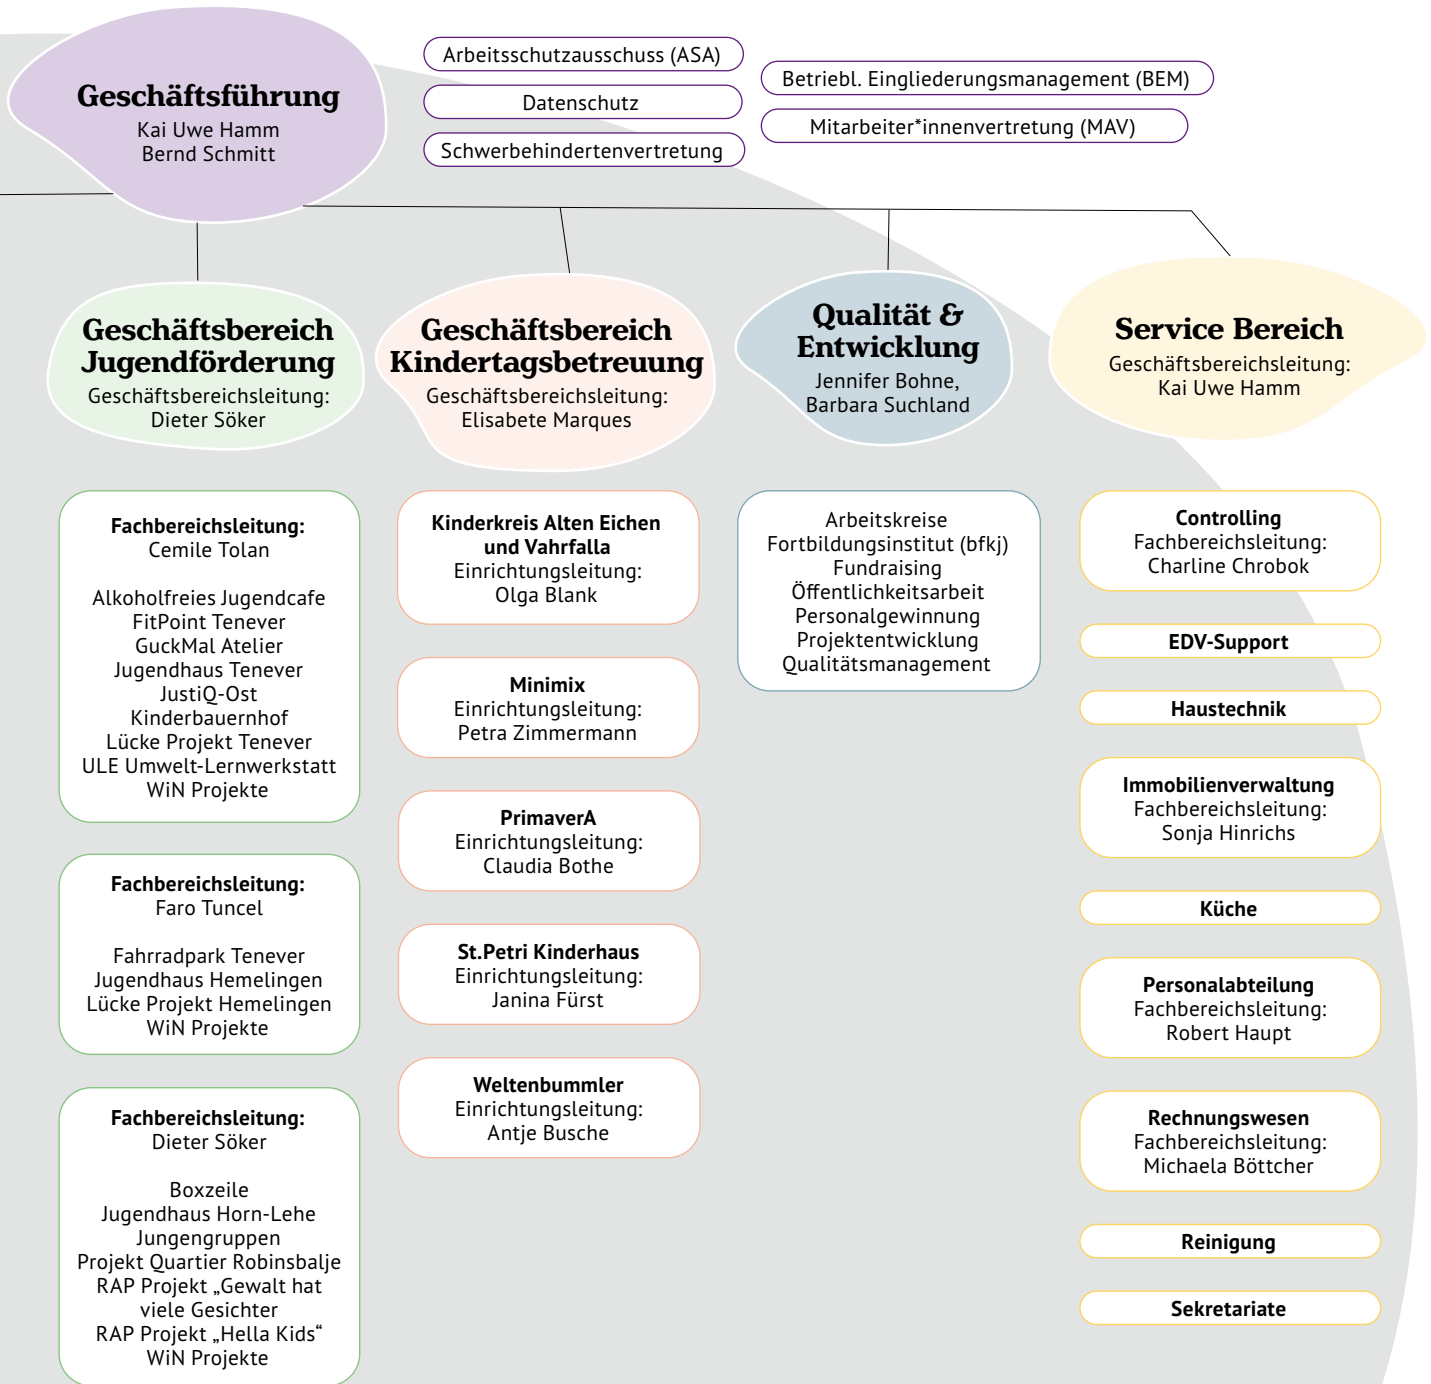 Geschäftsführung
Kai Uwe Hamm
Bernd Schmitt
Arbeitsschutzausschuss (ASA)
Datenschutz
Schwerbehindertenvertretung
Betriebl. Eingliederungsmanagement (BEM)
Mitarbeiter*innenvertretung (MAV)
Geschäftsbereich
Jugendförderung
Geschäftsbereichsleitung:
Dieter Söker
Fachbereichsleitung:
Cemile Tolan
Alkoholfreies Jugendcafe
FitPoint Tenever
GuckMal Atelier
Jugendhaus Tenever
JustiQ-Ost
Kinderbauernhof
Lücke Projekt Tenever
ULE Umwelt-Lernwerkstatt
WiN Projekte
Fachbereichsleitung:
Faro Tuncel
Fahrradpark Tenever
Jugendhaus Hemelingen
Lücke Projekt Hemelingen
WiN Projekte
Fachbereichsleitung:
Dieter Söker
Boxzeile
Jugendhaus Horn-Lehe
Jungengruppen
Projekt Quartier Robinsbalje
RAP Projekt „Gewalt hat
viele Gesichter
RAP Projekt „Hella Kids“
WiN Projekte
Geschäftsbereich
Kindertagsbetreuung
Geschäftsbereichsleitung:
Elisabete Marques
Kinderkreis Alten Eichen
und Vahrfalla
Einrichtungsleitung:
Olga Blank
Minimix
Einrichtungsleitung:
Petra Zimmermann
PrimaverA
Einrichtungsleitung:
Claudia Bothe
St.Petri Kinderhaus
Einrichtungsleitung:
Janina Fürst
Weltenbummler
Einrichtungsleitung:
Antje Busche
Qualität &
Entwicklung
Jennifer Bohne,
Barbara Suchland
Arbeitskreise
Fortbildungsinstitut (bfkj)
Fundraising
Öffentlichkeitsarbeit
Personalgewinnung
Projektentwicklung
Qualitätsmanagement
Service Bereich
Geschäftsbereichsleitung:
Kai Uwe Hamm
Controlling
Fachbereichsleitung:
Charline Chrobok
EDV-Support
Haustechnik
Immobilienverwaltung
Fachbereichsleitung:
Sonja Hinrichs
Küche
Personalabteilung
Fachbereichsleitung:
Robert Haupt
Rechnungswesen
Fachbereichsleitung:
Michaela Böttcher
Reinigung
Sekretariate